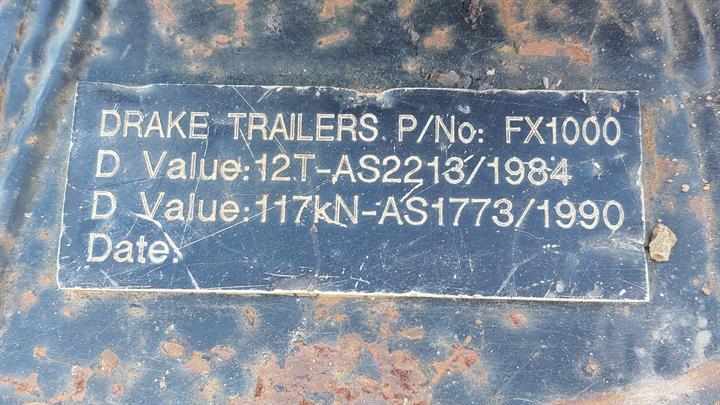 DRAKE TRAILERS. P/No: FX1000
D Value:12T-AS2213/1984
D Value:117kN-AS1773/1990
Date: